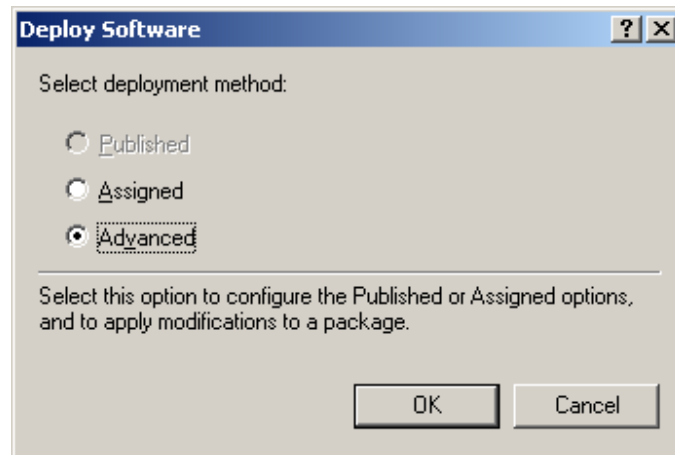 Deploy Software
Select deployment method:
Published
Assigned
Advanced
Select this option to configure the Published or Assigned options,
and to apply modifications to a package.
OK Cancel